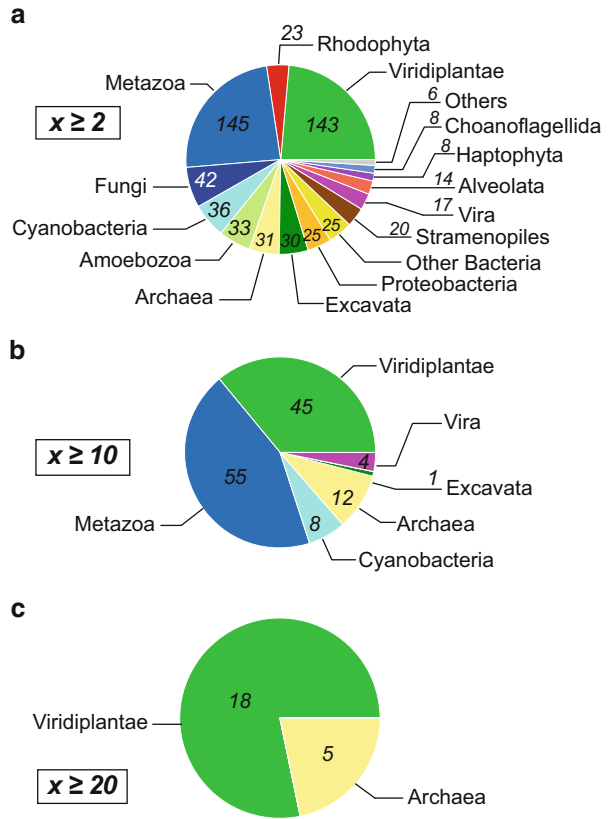 a
23
Rhodophyta
Metazoa
Viridiplantae
x ≥ 2
145
143
6
Others
8
Choanoflagellida
8
Haptophyta
Fungi
42
14
Alveolata
17
Vira
Cyanobacteria
36
20
Stramenopiles
Amoebozoa
33
25
Other Bacteria
31
30
25
Proteobacteria
Archaea
Excavata
b
Viridiplantae
45
Vira
x ≥ 10
4
55
1
Excavata
12
Metazoa
8
Archaea
Cyanobacteria
c
Viridiplantae
18
5
x ≥ 20
Archaea